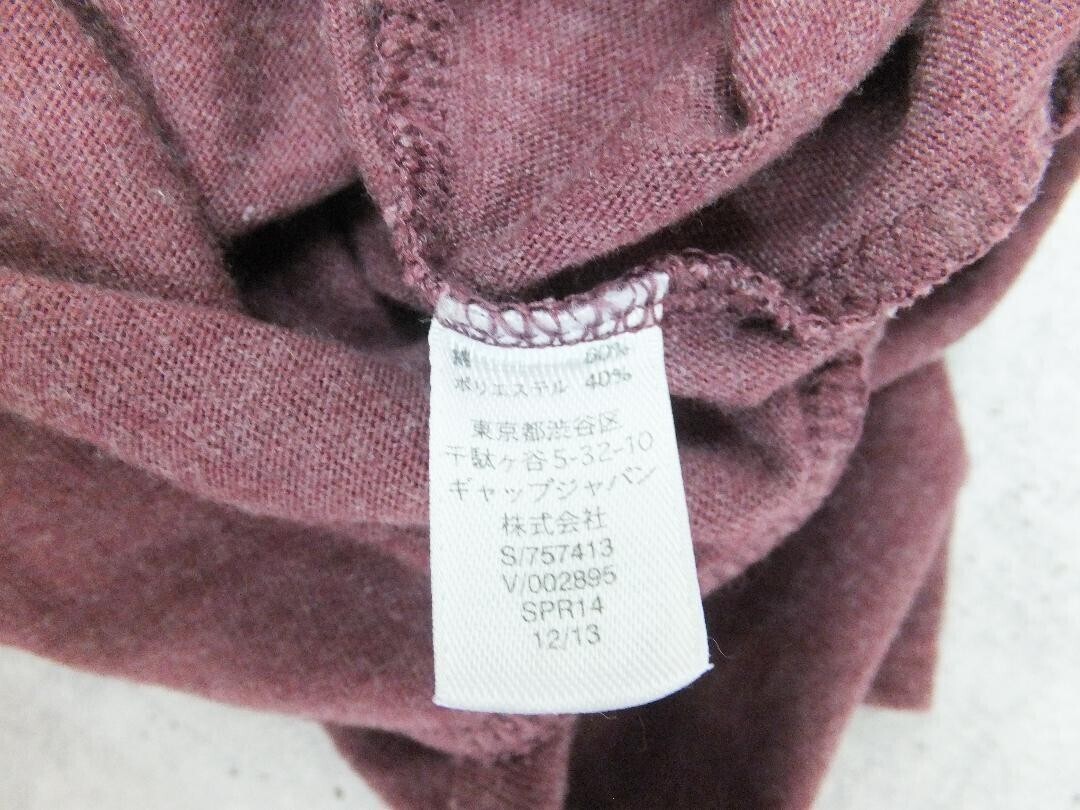 綿 60%
ポリエステル 40%
東京都渋谷区
千駄ヶ谷5-32-10
ギャップジャパン
株式会社
S/757413
V/002895
SPR14
12/13